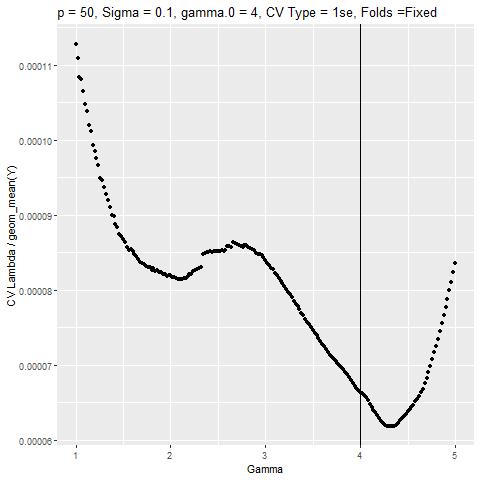 p = 50, Sigma = 0.1, gamma.0 = 4, CV Type = 1se, Folds =Fixed
CV.Lambda / geom_mean(Y)
0.00011
0.00010
0.00009
0.00008
0.00007
0.00006
1 2 3 4 5
Gamma